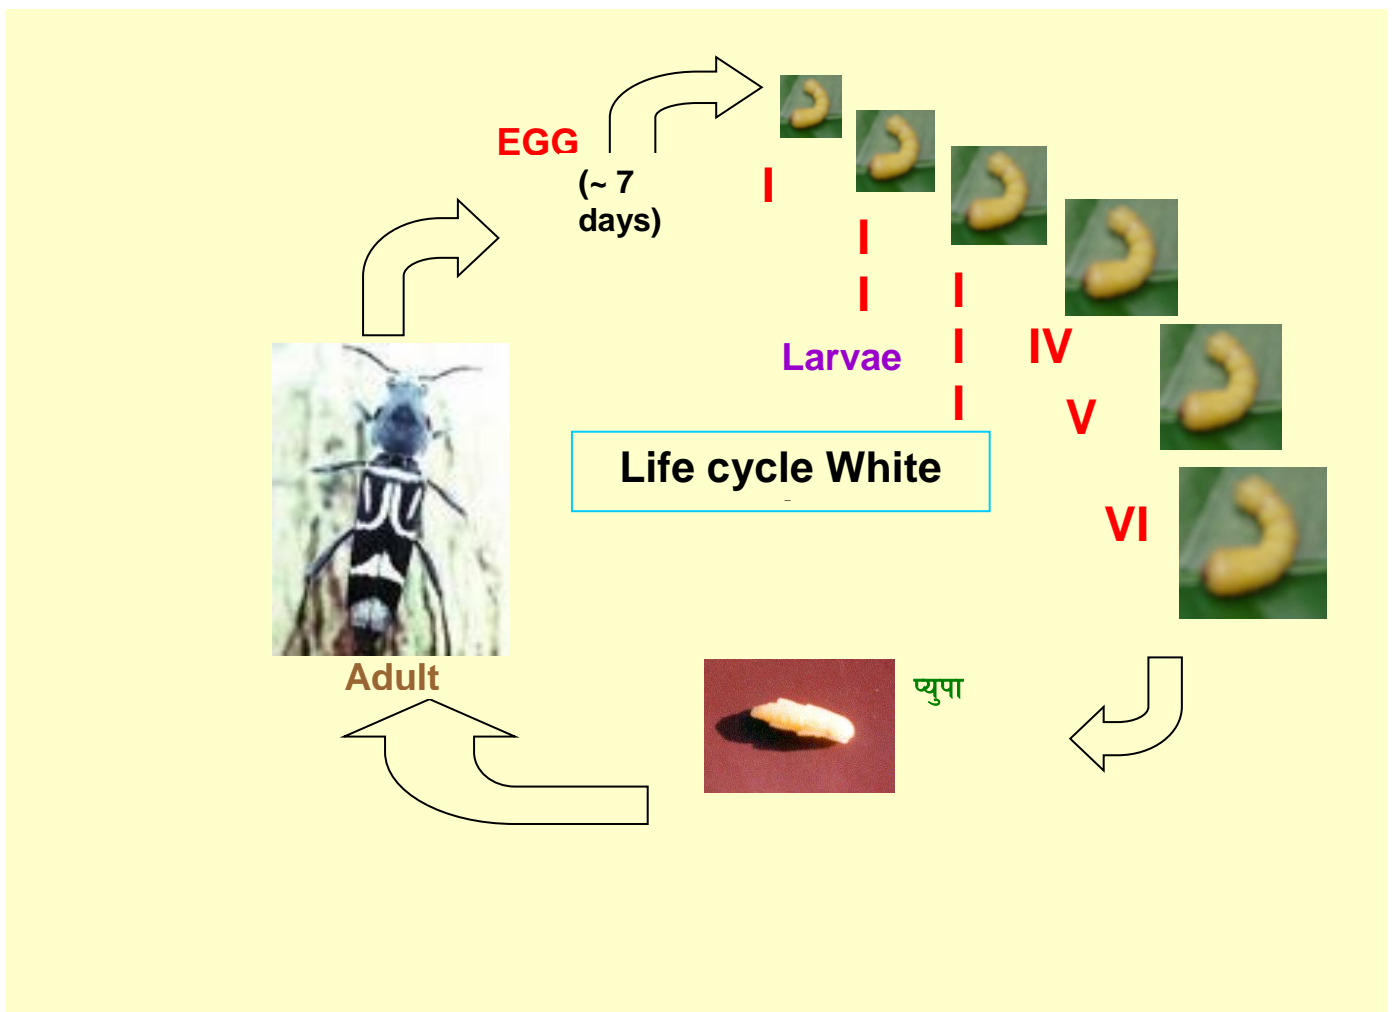 EGG
(~ 7
days)
I
I
I
I
I
I
Larvae
IV
V
Life cycle White
VI
Adult
प्युपा